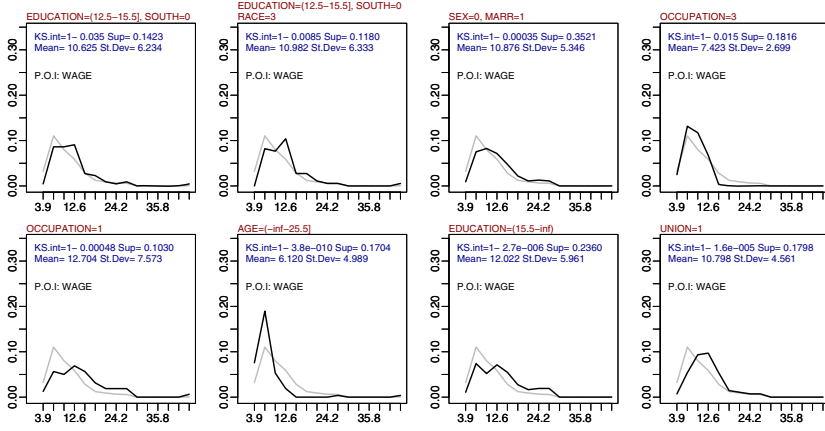 EDUCATION=(12.5-15.5], SOUTH=0
KS.int=1- 0.035 Sup= 0.1423
Mean= 10.625 St.Dev= 6.234
P.O.I: WAGE
0.00 0.10 0.20 0.30
3.9 12.6 24.2 35.8
EDUCATION=(12.5-15.5], SOUTH=0
RACE=3
KS.int=1- 0.0085 Sup= 0.1180
Mean= 10.982 St.Dev= 6.333
P.O.I: WAGE
0.00 0.10 0.20 0.30
3.9 12.6 24.2 35.8
SEX=0, MARR=1
KS.int=1- 0.00035 Sup= 0.3521
Mean= 10.876 St.Dev= 5.346
P.O.I: WAGE
0.00 0.10 0.20 0.30
3.9 12.6 24.2 35.8
OCCUPATION=3
KS.int=1- 0.015 Sup= 0.1816
Mean= 7.423 St.Dev= 2.699
P.O.I: WAGE
0.00 0.10 0.20 0.30
3.9 12.6 24.2 35.8
OCCUPATION=1
KS.int=1- 0.00048 Sup= 0.1030
Mean= 12.704 St.Dev= 7.573
P.O.I: WAGE
0.00 0.10 0.20 0.30
3.9 12.6 24.2 35.8
AGE=(-inf-25.5]
KS.int=1- 3.8e-010 Sup= 0.1704
Mean= 6.120 St.Dev= 4.989
P.O.I: WAGE
0.00 0.10 0.20 0.30
3.9 12.6 24.2 35.8
EDUCATION=(15.5-inf)
KS.int=1- 2.7e-006 Sup= 0.2360
Mean= 12.022 St.Dev= 5.961
P.O.I: WAGE
0.00 0.10 0.20 0.30
3.9 12.6 24.2 35.8
UNION=1
KS.int=1- 1.6e-005 Sup= 0.1798
Mean= 10.798 St.Dev= 4.561
P.O.I: WAGE
0.00 0.10 0.20 0.30
3.9 12.6 24.2 35.8